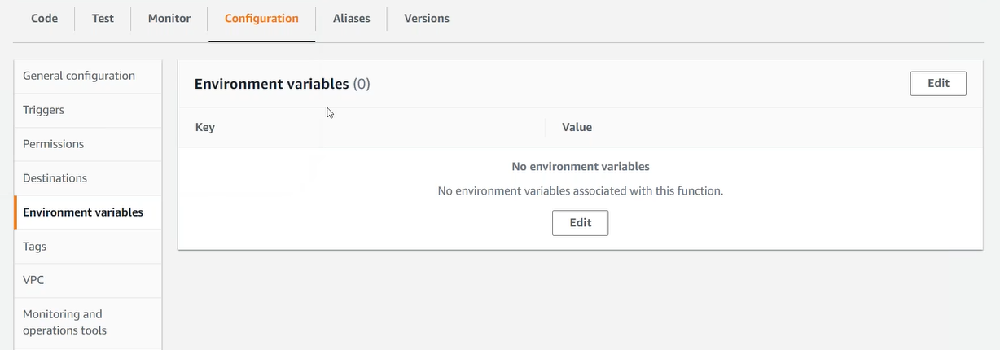 Code Test Monitor Configuration Aliases Versions
General configuration
Triggers
Permissions
Destinations
Environment variables
Tags
VPC
Monitoring and
operations tools
Environment variables (0)
Edit
Key Value
No environment variables
No environment variables associated with this function.
Edit